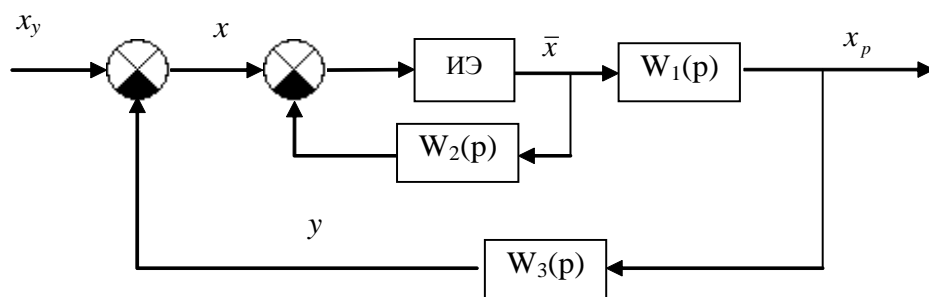 x_y
x
ИЭ
x̄
W₁(p)
x_p
W₂(p)
y
W₃(p)